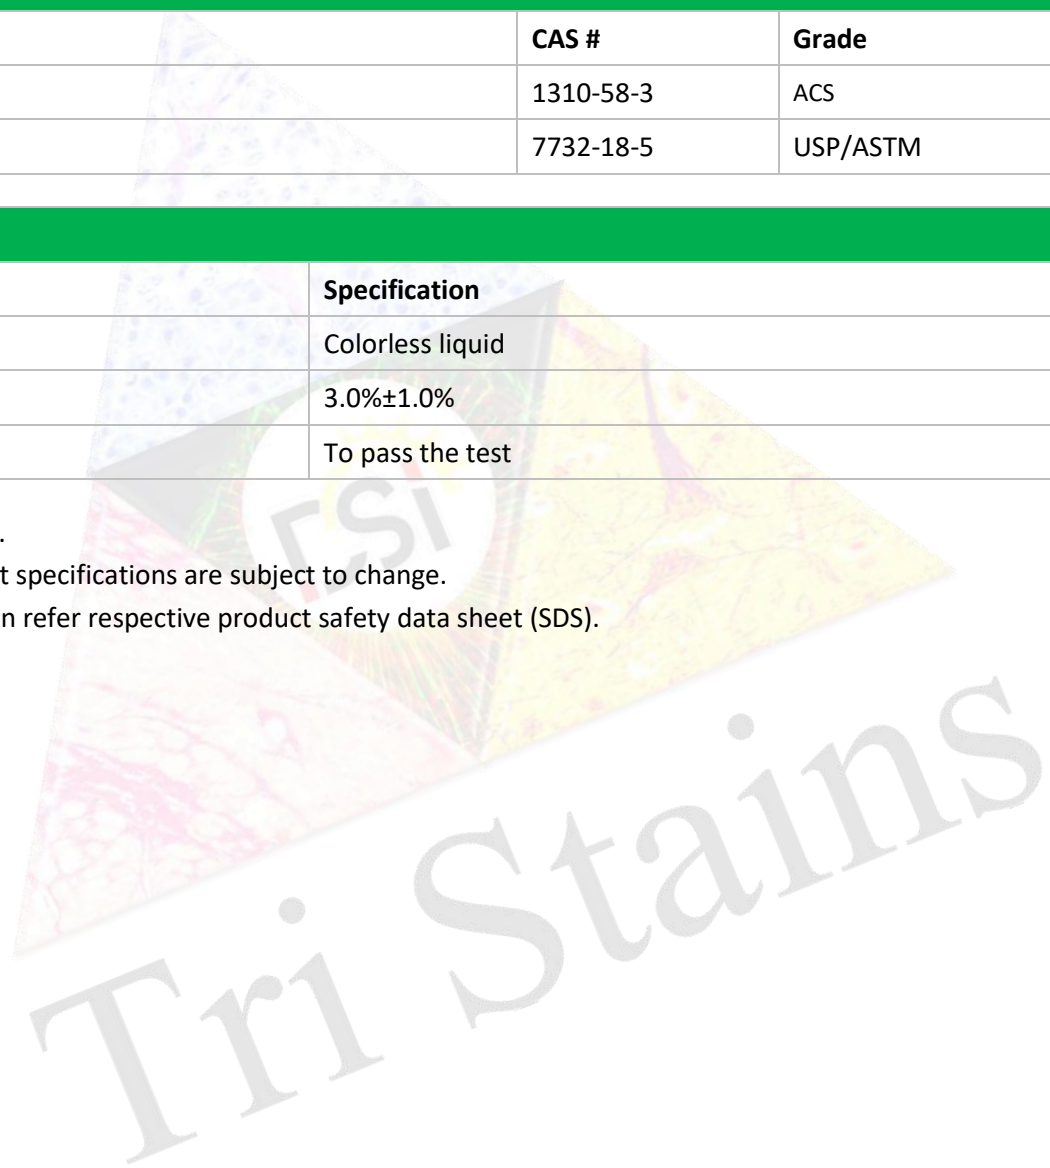 CAS # Grade
1310-58-3 ACS
7732-18-5 USP/ASTM
Specification
Colorless liquid
3.0%±1.0%
To pass the test
.
t specifications are subject to change.
n refer respective product safety data sheet (SDS).
CSI
Tri Stains